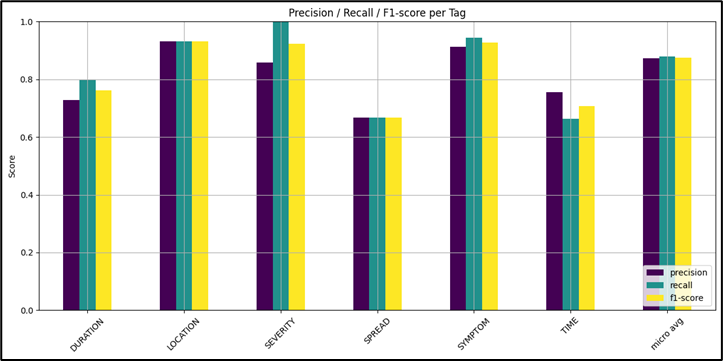 Precision / Recall / F1-score per Tag
Score
1.0
0.8
0.6
0.4
0.2
0.0
DURATION
LOCATION
SEVERITY
SPREAD
SYMPTOM
TIME
micro avg
precision
recall
f1-score